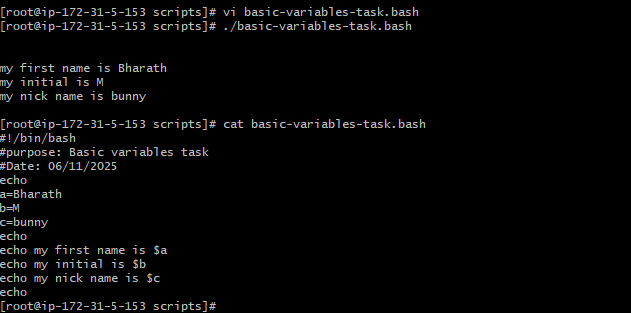 [root@ip-172-31-5-153 scripts]# vi basic-variables-task.bash
[root@ip-172-31-5-153 scripts]# ./basic-variables-task.bash
my first name is Bharath
my initial is M
my nick name is bunny
[root@ip-172-31-5-153 scripts]# cat basic-variables-task.bash
#!/bin/bash
#purpose: Basic variables task
#Date: 06/11/2025
echo
a=Bharath
b=M
c=bunny
echo
echo my first name is $a
echo my initial is $b
echo my nick name is $c
echo
[root@ip-172-31-5-153 scripts]#